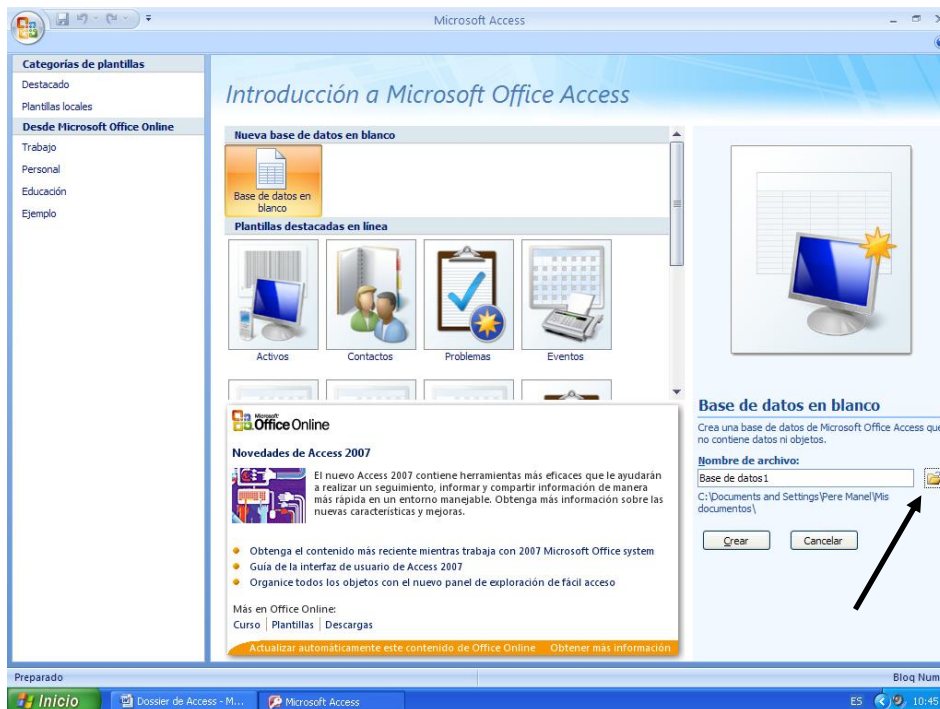 Microsoft Access
Categorías de plantillas
Destacado
Plantillas locales
Desde Microsoft Office Online
Trabajo
Personal
Educación
Ejemplo
Introducción a Microsoft Office Access
Nueva base de datos en blanco
Base de datos en
blanco
Plantillas destacadas en línea
Activos
Contactos
Problemas
Eventos
Microsoft
Office Online
Novedades de Access 2007
El nuevo Access 2007 contiene herramientas más eficaces que le ayudarán
a realizar un seguimiento, informar y compartir información de manera
más rápida en un entorno manejable. Obtenga más información sobre las
nuevas características y mejoras.
Obtenga el contenido más reciente mientras trabaja con 2007 Microsoft Office system
Guía de la interfaz de usuario de Access 2007
Organice todos los objetos con el nuevo panel de exploración de fácil acceso
Más en Office Online:
Curso | Plantillas | Descargas
Actualizar automáticamente este contenido de Office Online Obtener más información
Base de datos en blanco
Crea una base de datos de Microsoft Office Access que
no contiene datos ni objetos.
Nombre de archivo:
Base de datos1
C:\Documents and Settings\Pere Manel\Mis
documentos\
Crear
Cancelar
Preparado
Bloq Num
Inicio
Dossier de Access - M...
Microsoft Access
ES
10:45